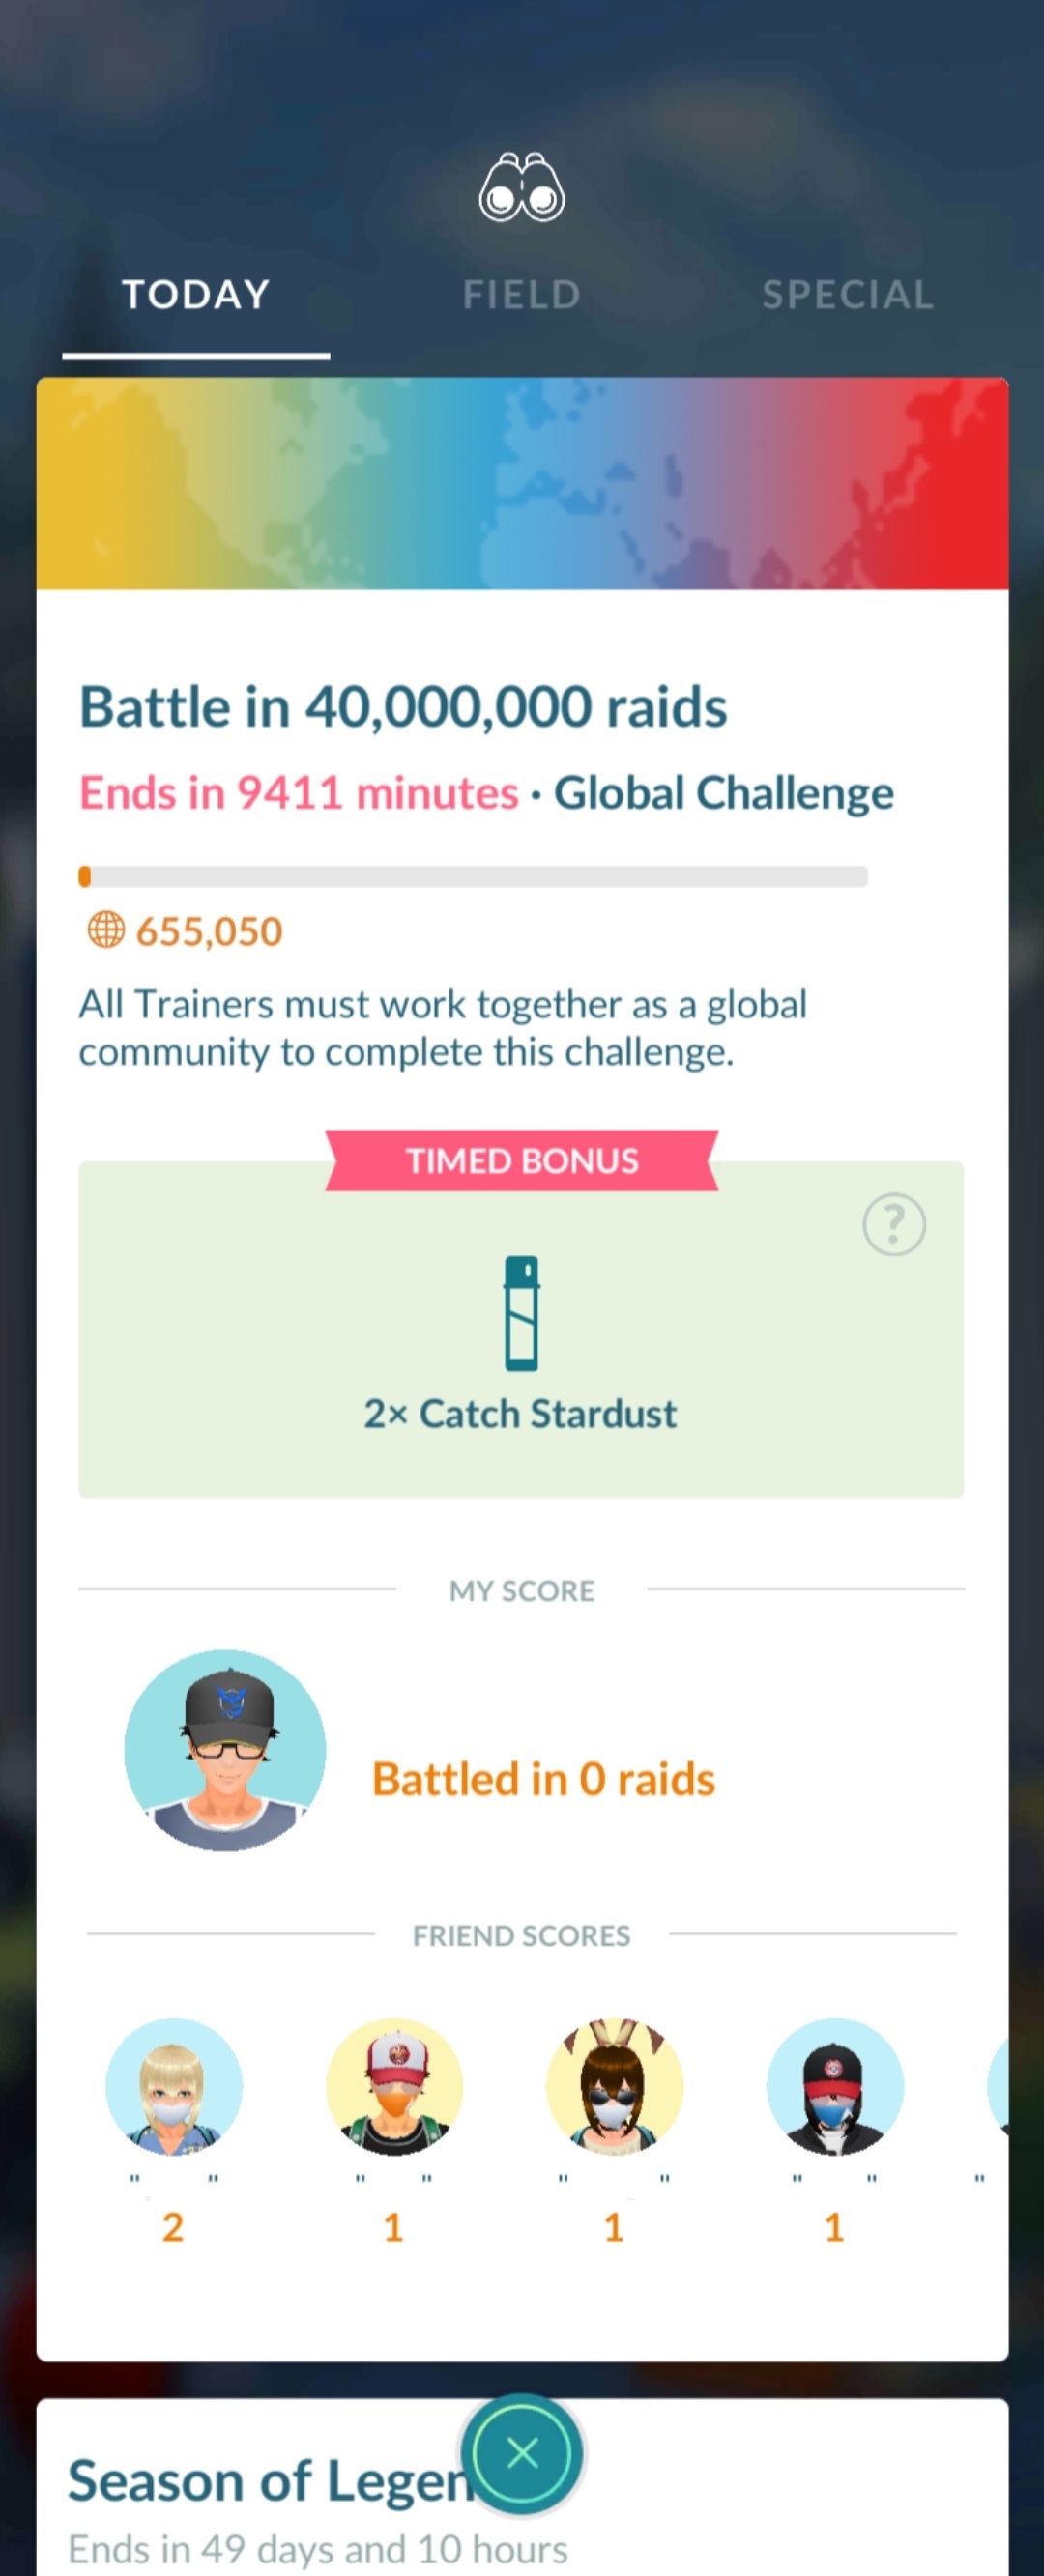 TODAY
FIELD
SPECIAL
Battle in 40,000,000 raids
Ends in 9411 minutes · Global Challenge
655,050
All Trainers must work together as a global
community to complete this challenge.
TIMED BONUS
?
2× Catch Stardust
MY SCORE
Battled in 0 raids
FRIEND SCORES
" " " " " " " " "
2 1 1 1
Season of Legen
Ends in 49 days and 10 hours